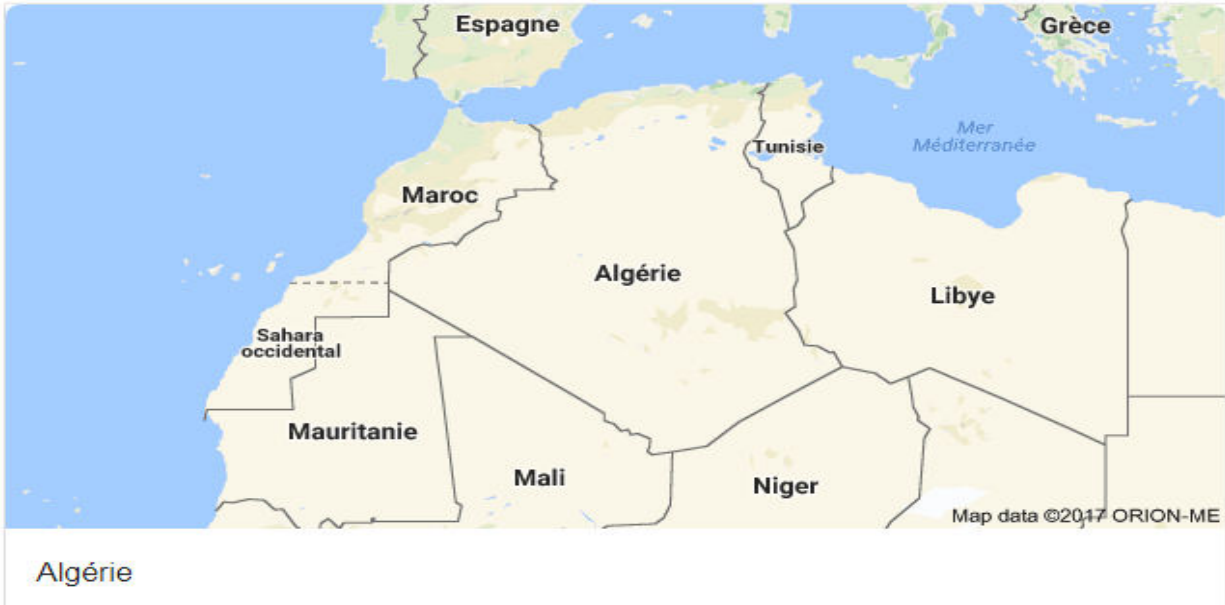 Espagne
Grèce
Mer
Méditerranée
Tunisie
Maroc
Algérie
Libye
Sahara
occidental
Mauritanie
Mali
Niger
Map data ©2017 ORION-ME
Algérie